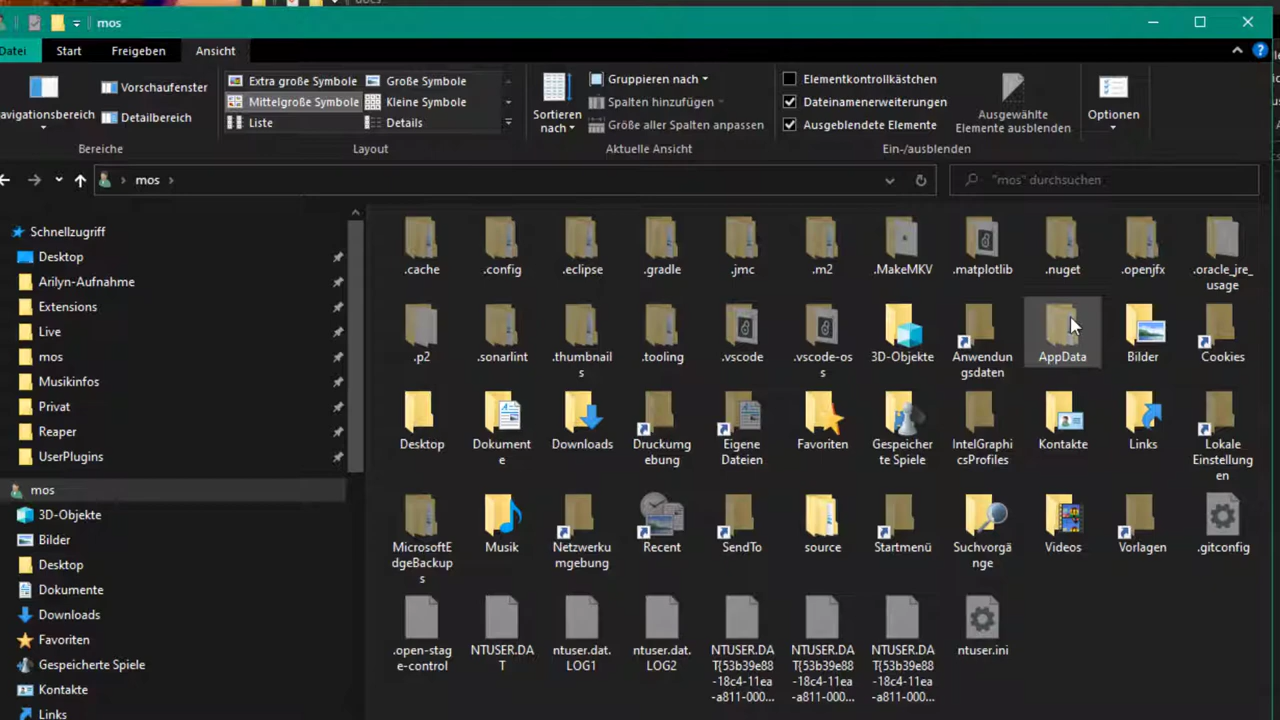 docs
mos
Datei Start Freigeben Ansicht
Vorschaufenster
Detailbereich
Bereiche
Extra große Symbole Große Symbole
Mittelgroße Symbole Kleine Symbole
Liste Details
Layout
Sortieren
nach
Gruppieren nach
Spalten hinzufügen
Größe aller Spalten anpassen
Aktuelle Ansicht
Elementkontrollkästchen
Dateinamenerweiterungen
Ausgeblendete Elemente
Ausgewählte
Elemente ausblenden
Ein-/ausblenden
Optionen
mos
"mos" durchsuchen
Schnellzugriff
Desktop
Arilyn-Aufnahme
Extensions
Live
mos
Musikinfos
Privat
Reaper
UserPlugins
mos
3D-Objekte
Bilder
Desktop
Dokumente
Downloads
Favoriten
Gespeicherte Spiele
Kontakte
Links
.cache
.config
.eclipse
.gradle
.jmc
.m2
.MakeMKV
.matplotlib
.nuget
.openjfx
.oracle_jre_
usage
.p2
.sonarlint
.thumbnail
s
.tooling
.vscode
.vscode-os
s
3D-Objekte
Anwendun
gsdaten
AppData
Bilder
Cookies
Desktop
Dokument
e
Downloads
Druckumg
ebung
Eigene
Dateien
Favoriten
Gespeicher
te Spiele
IntelGraphi
csProfiles
Kontakte
Links
Lokale
Einstellung
en
MicrosoftE
dgeBackup
s
Musik
Netzwerku
mgebung
Recent
SendTo
source
Startmenü
Suchvorgä
nge
Videos
Vorlagen
.gitconfig
.open-stag
e-control
NTUSER.DA
T
ntuser.dat.
LOG1
ntuser.dat.
LOG2
NTUSER.DA
T{53b39e88
-18c4-11ea
-a811-000...
NTUSER.DA
T{53b39e88
-18c4-11ea
-a811-000...
NTUSER.DA
T{53b39e88
-18c4-11ea
-a811-000...
ntuser.ini